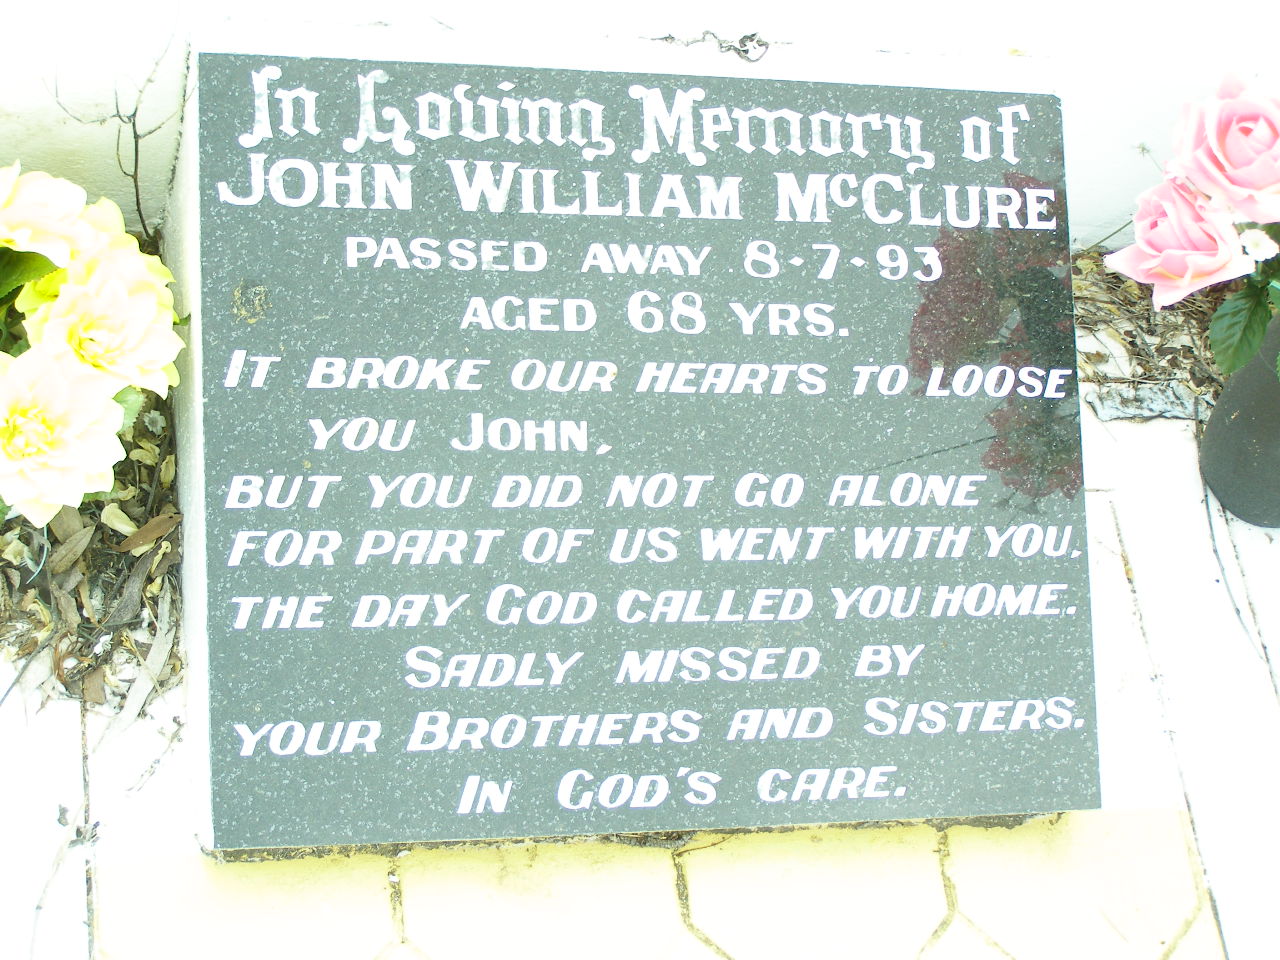 In Loving Memory of
JOHN WILLIAM McCLURE
PASSED AWAY 8-7-93
AGED 68 YRS.
IT BROKE OUR HEARTS TO LOOSE
YOU JOHN,
BUT YOU DID NOT GO ALONE
FOR PART OF US WENT WITH YOU.
THE DAY GOD CALLED YOU HOME.
SADLY MISSED BY
YOUR BROTHERS AND SISTERS.
IN GOD'S CARE.